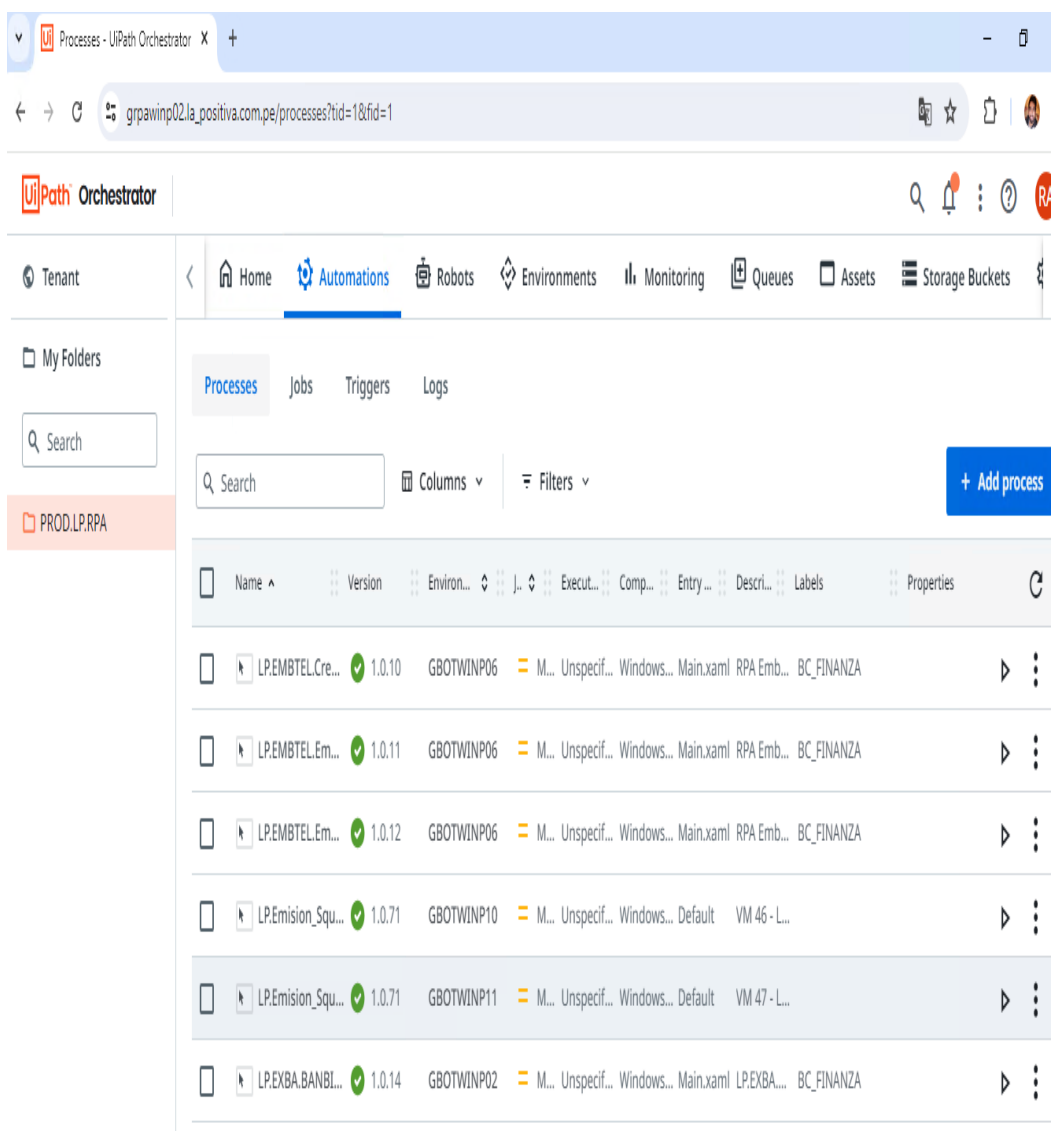 Processes - UiPath Orchestrator
grpawinp02.la_positiva.com.pe/processes?tid=1&fid=1
UiPath Orchestrator
RA
Tenant
Home Automations Robots Environments Monitoring Queues Assets Storage Buckets
My Folders
Search
PROD.LP.RPA
Processes Jobs Triggers Logs
Search Columns Filters + Add process
Name Version Environ... J.. Execut... Comp... Entry ... Descri... Labels Properties
LP.EMBTEL.Cre... 1.0.10 GBOTWINP06 M... Unspecif... Windows... Main.xaml RPA Emb... BC_FINANZA
LP.EMBTEL.Em... 1.0.11 GBOTWINP06 M... Unspecif... Windows... Main.xaml RPA Emb... BC_FINANZA
LP.EMBTEL.Em... 1.0.12 GBOTWINP06 M... Unspecif... Windows... Main.xaml RPA Emb... BC_FINANZA
LP.Emision_Squ... 1.0.71 GBOTWINP10 M... Unspecif... Windows... Default VM 46 - L...
LP.Emision_Squ... 1.0.71 GBOTWINP11 M... Unspecif... Windows... Default VM 47 - L...
LP.EXBA.BANBI... 1.0.14 GBOTWINP02 M... Unspecif... Windows... Main.xaml LP.EXBA.... BC_FINANZA